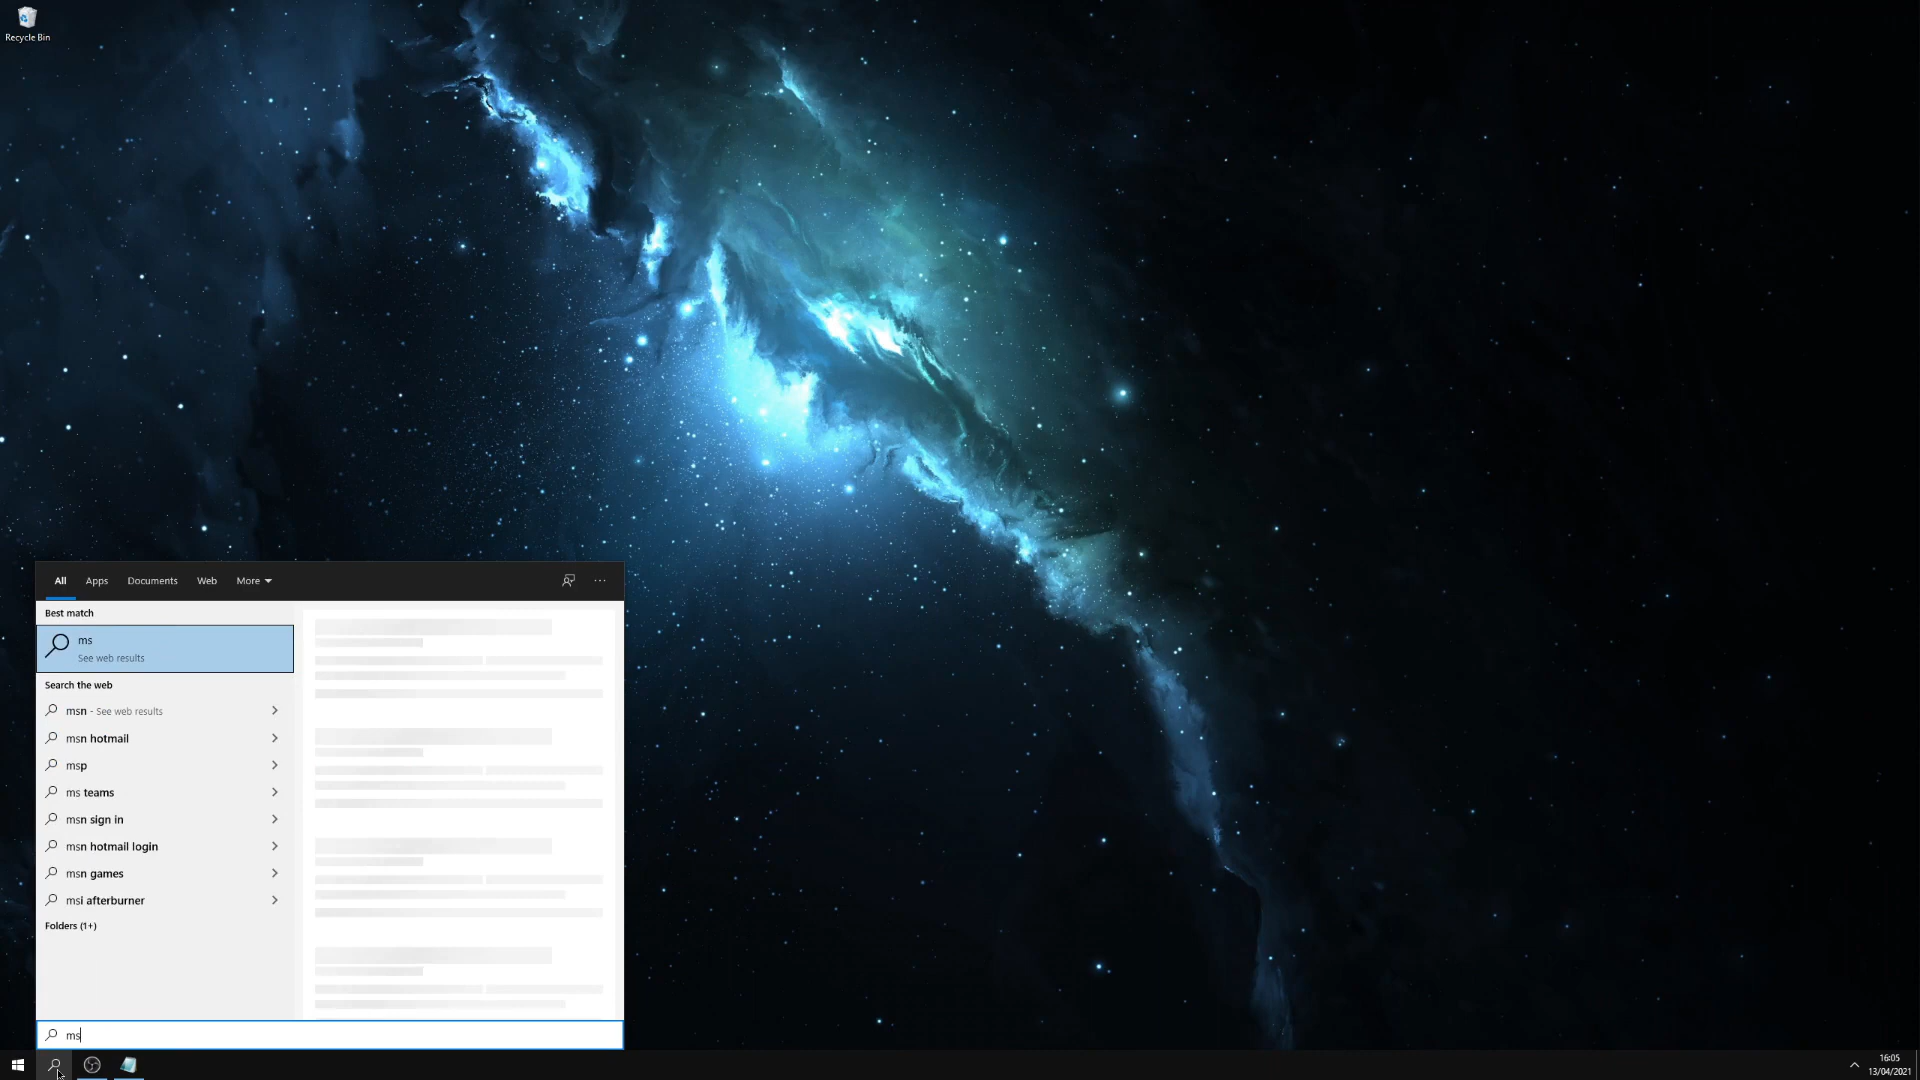 Recycle Bin
All Apps Documents Web More ...
Best match
ms
See web results
Search the web
msn - See web results
msn hotmail
msp
ms teams
msn sign in
msn hotmail login
msn games
msi afterburner
Folders (1+)
ms
16:05
13/04/2021